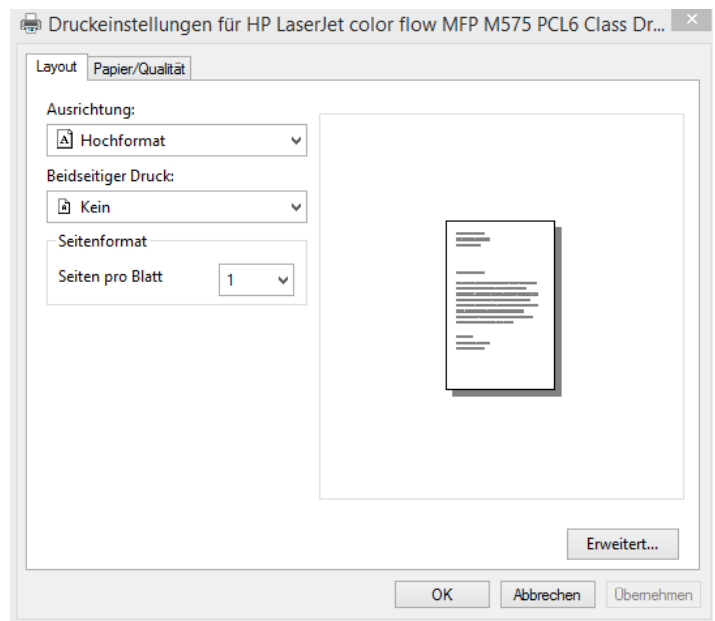 Druckeinstellungen für HP LaserJet color flow MFP M575 PCL6 Class Dr...
Layout
Papier/Qualität
Ausrichtung:
Hochformat
Beidseitiger Druck:
Kein
Seitenformat
Seiten pro Blatt
1
Erweitert...
OK
Abbrechen
Übernehmen